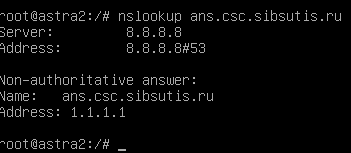 root@astra2:/# nslookup ans.csc.sibsutis.ru
Server:         8.8.8.8
Address:        8.8.8.8#53
Non-authoritative answer:
Name:   ans.csc.sibsutis.ru
Address: 1.1.1.1
root@astra2:/# _